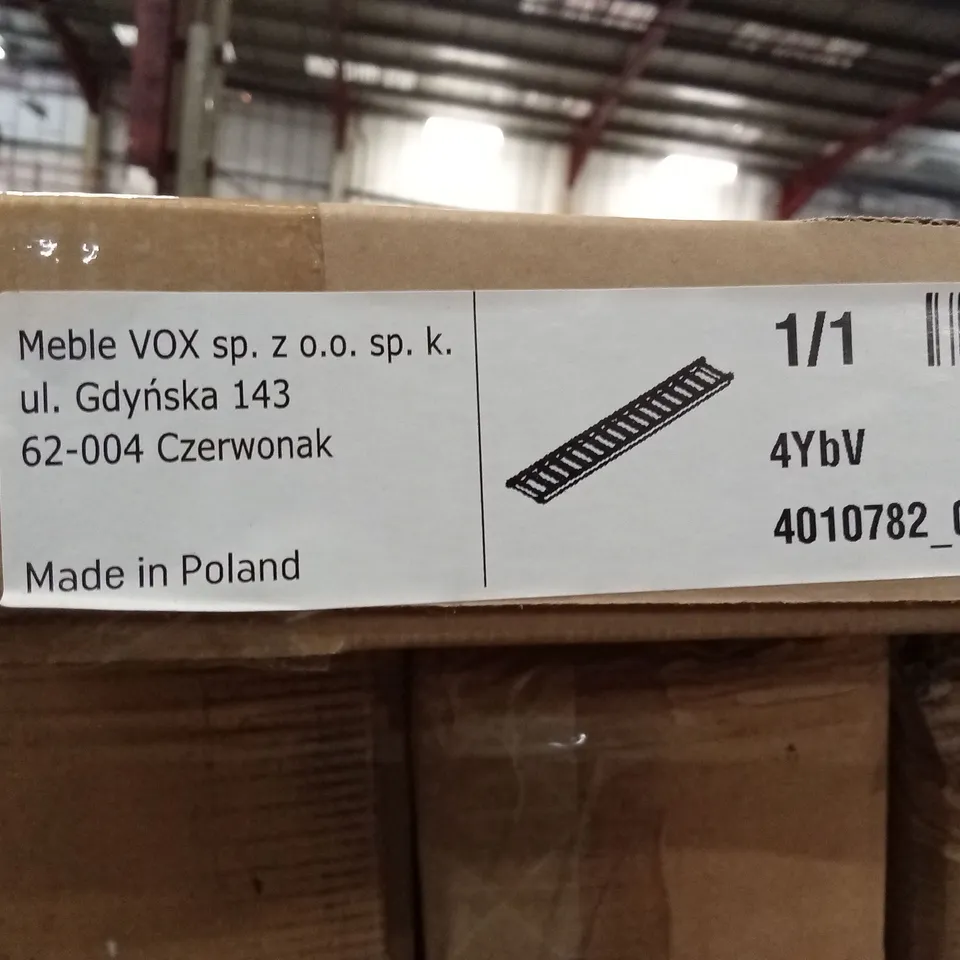 Meble VOX sp. z o.o. sp. k.
ul. Gdyńska 143
62-004 Czerwonak
Made in Poland
1/1
4YbV
4010782_